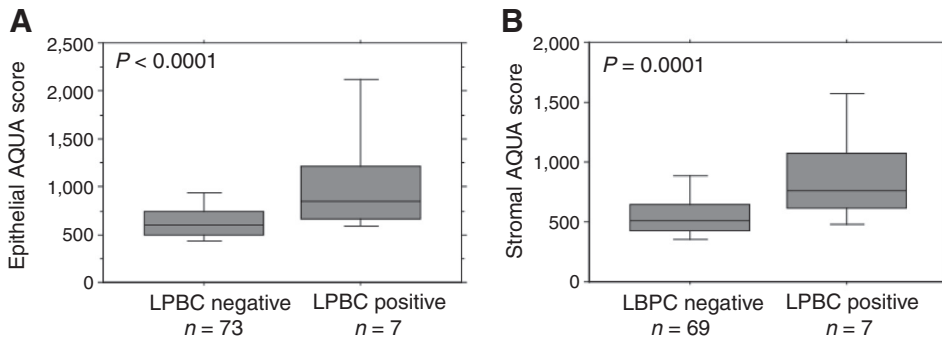 A
P < 0.0001
Epithelial AQUA score
2,500
2,000
1,500
1,000
500
0
LPBC negative
n = 73
LPBC positive
n = 7
B
P = 0.0001
Stromal AQUA score
2,000
1,500
1,000
500
0
LBPC negative
n = 69
LPBC positive
n = 7